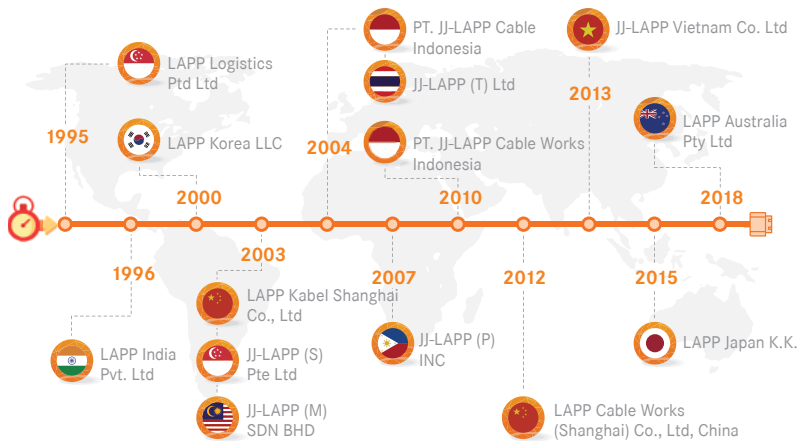 PT. JJ-LAPP Cable
Indonesia
JJ-LAPP Vietnam Co. Ltd
LAPP Logistics
Ptd Ltd
JJ-LAPP (T) Ltd
2013
LAPP Australia
Pty Ltd
1995
LAPP Korea LLC
2004
PT. JJ-LAPP Cable Works
Indonesia
2000
2010
2018
1996
2003
2007
2012
2015
LAPP Kabel Shanghai
Co., Ltd
LAPP India
Pvt. Ltd
JJ-LAPP (S)
Pte Ltd
JJ-LAPP (P)
INC
LAPP Japan K.K.
JJ-LAPP (M)
SDN BHD
LAPP Cable Works
(Shanghai) Co., Ltd, China